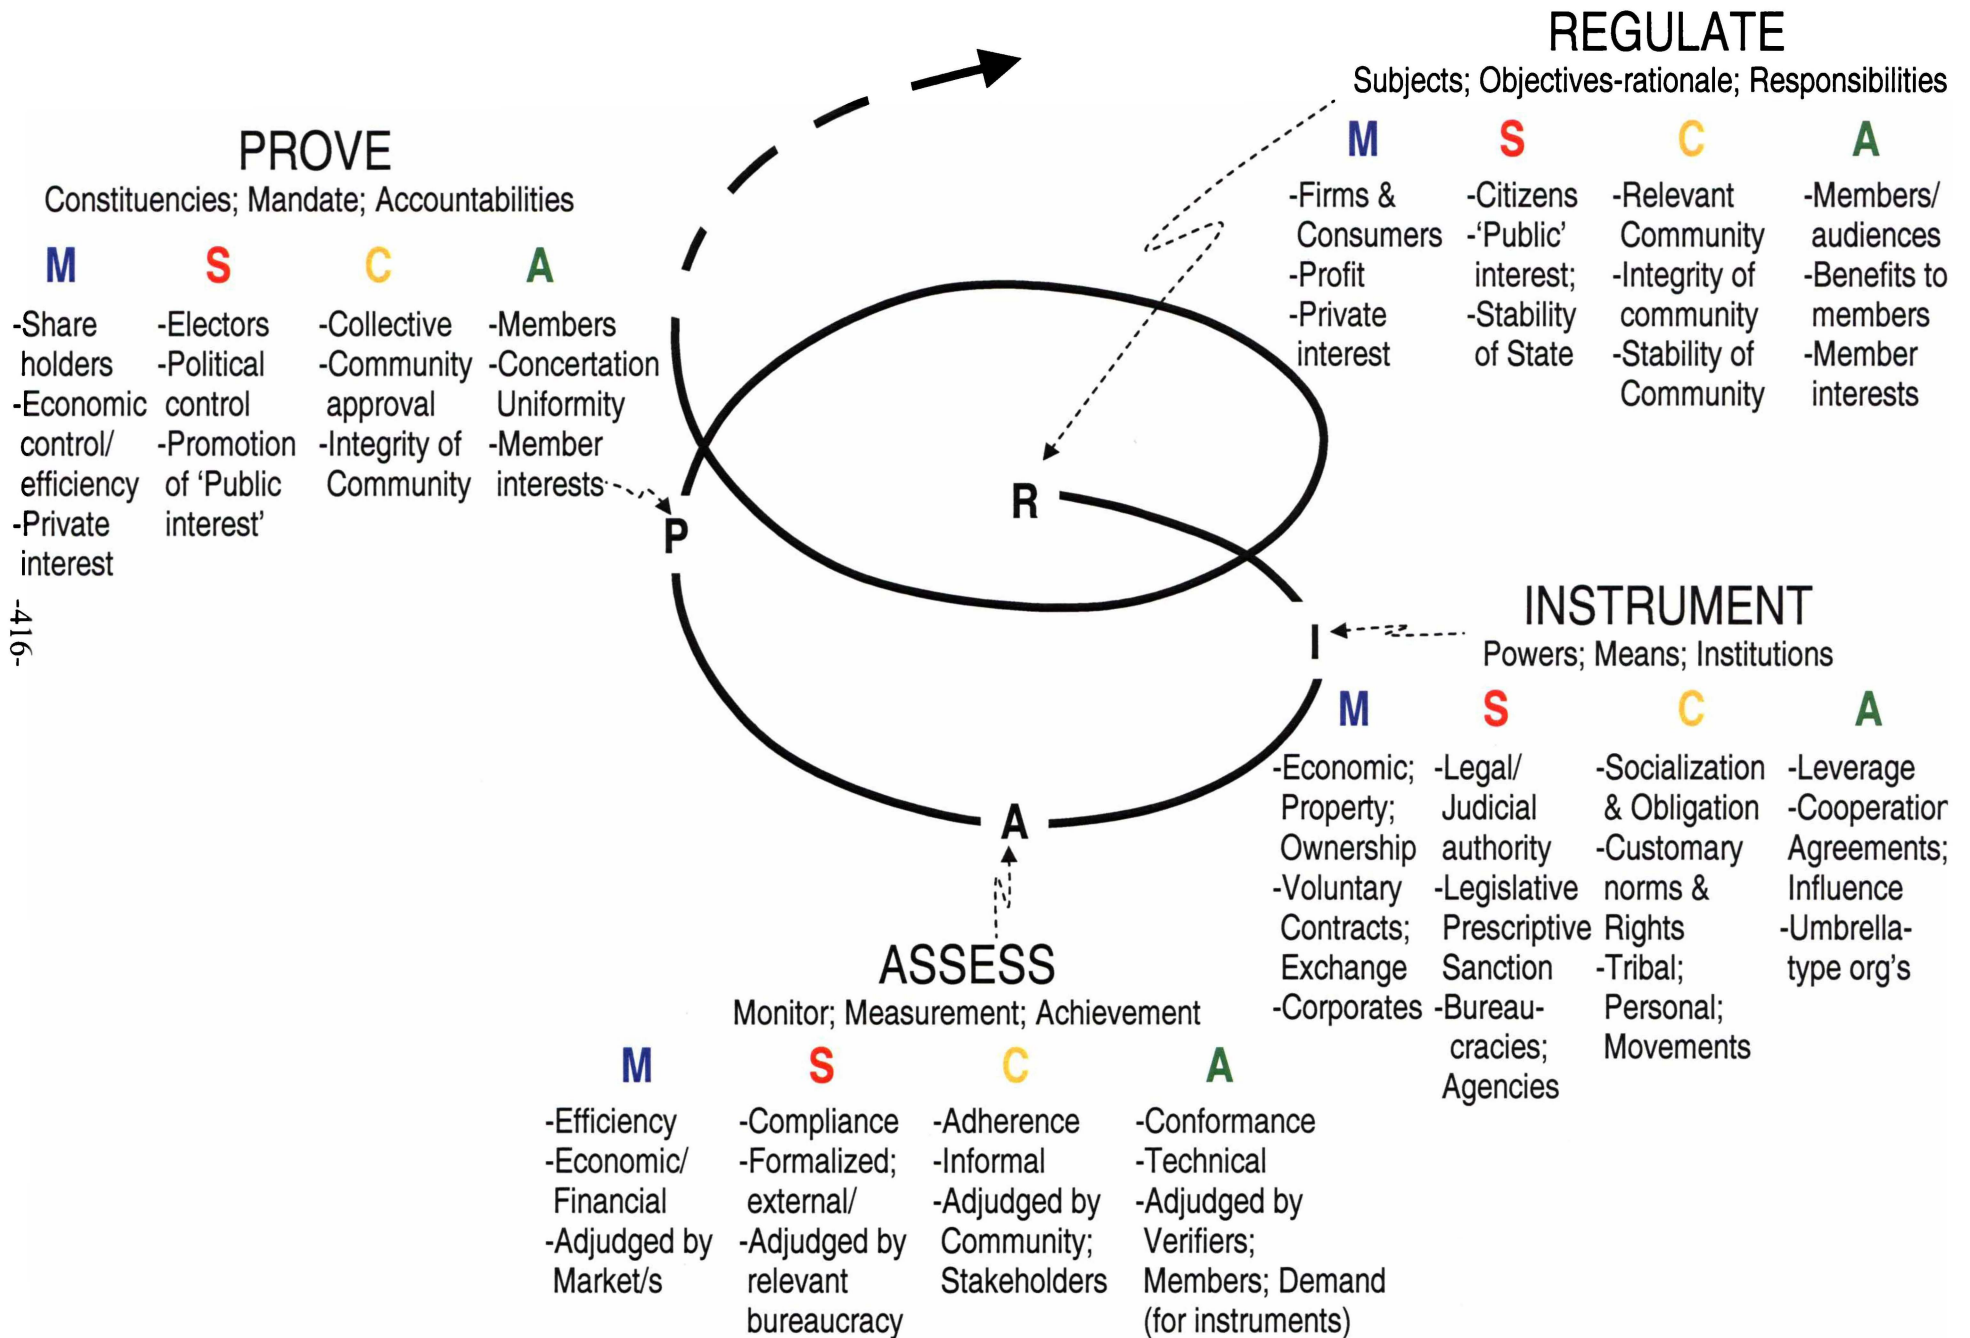 REGULATE
Subjects; Objectives-rationale; Responsibilities
M
-Firms &
Consumers
-Profit
-Private
interest
S
-Citizens
-‘Public’
interest;
-Stability
of State
C
-Relevant
Community
-Integrity of
community
-Stability of
Community
A
-Members/
audiences
-Benefits to
members
-Member
interests
PROVE
Constituencies; Mandate; Accountabilities
M
-Share
holders
-Economic
control/
efficiency
-Private
interest
S
-Electors
-Political
control
-Promotion
of ‘Public
interest’
C
-Collective
-Community
approval
-Integrity of
Community
A
-Members
-Concertation
Uniformity
-Member
interests
R
P
I
A
-416-
INSTRUMENT
Powers; Means; Institutions
M
-Economic;
Property;
Ownership
-Voluntary
Contracts;
Exchange
-Corporates
S
-Legal/
Judicial
authority
-Legislative
Prescriptive
Sanction
-Bureau-
cracies;
Agencies
C
-Socialization
& Obligation
-Customary
norms &
Rights
-Tribal;
Personal;
Movements
A
-Leverage
-Cooperation
Agreements;
Influence
-Umbrella-
type org's
ASSESS
Monitor; Measurement; Achievement
M
-Efficiency
-Economic/
Financial
-Adjudged by
Market/s
S
-Compliance
-Formalized;
external/
-Adjudged by
relevant
bureaucracy
C
-Adherence
-Informal
-Adjudged by
Community;
Stakeholders
A
-Conformance
-Technical
-Adjudged by
Verifiers;
Members; Demand
(for instruments)